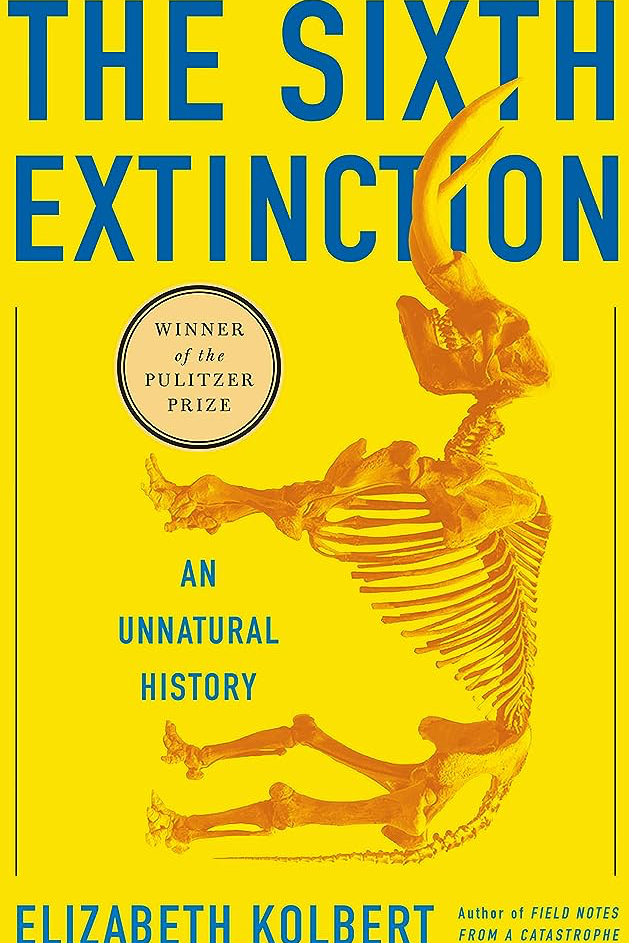 THE SIXTH
EXTINCTION
WINNER
of the
PULITZER
PRIZE
AN
UNNATURAL
HISTORY
ELIZABETH KOLBERT
Author of FIELD NOTES
FROM A CATASTROPHE